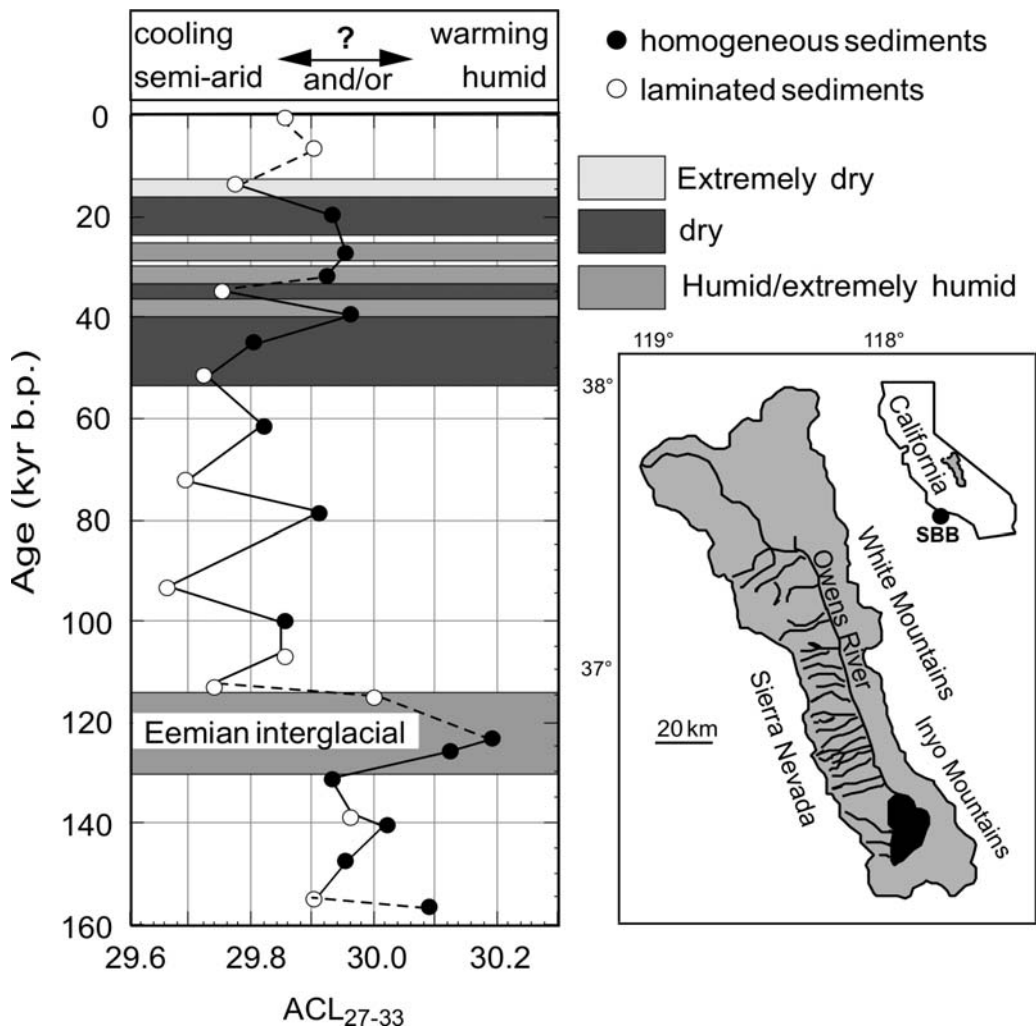 cooling ? warming
semi-arid and/or humid
homogeneous sediments
laminated sediments
Extremely dry
dry
Humid/extremely humid
0
20
40
60
80
100
120
140
160
Age (kyr b.p.)
Eemian interglacial
29.6 29.8 30.0 30.2
ACL27-33
119° 118°
38°
37°
California
SBB
White Mountains
Owens River
Sierra Nevada
Inyo Mountains
20 km